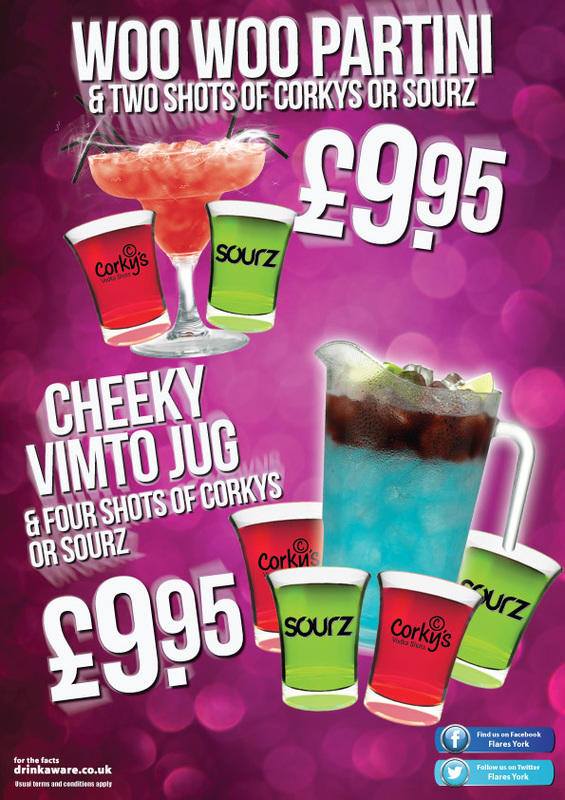 WOO WOO PARTINI
& TWO SHOTS OF CORKYS OR SOURZ
£9.95
Corky's
Vodka Shots
SOURZ
CHEEKY
VIMTO JUG
& FOUR SHOTS OF CORKYS
OR SOURZ
£9.95
Corky's
SOURZ
SOURZ
Corky's
Vodka Shots
for the facts
drinkaware.co.uk
Usual terms and conditions apply
Find us on Facebook
Flares York
Follow us on Twitter
Flares York